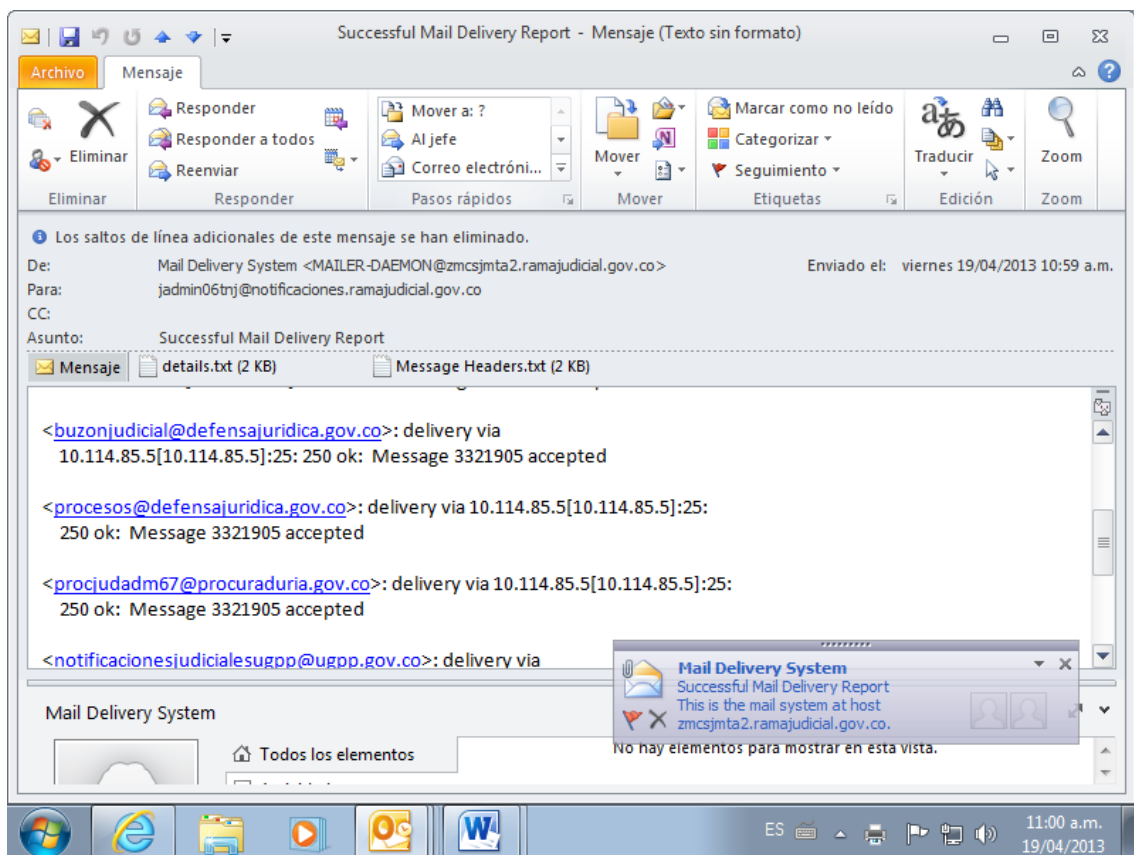 Successful Mail Delivery Report - Mensaje (Texto sin formato)
Archivo
Mensaje
Eliminar
Responder
Responder a todos
Reenviar
Mover a: ?
Al jefe
Correo electróni...
Mover
Marcar como no leído
Categorizar
Seguimiento
Traducir
Zoom
Eliminar
Responder
Pasos rápidos
Mover
Etiquetas
Edición
Zoom
Los saltos de línea adicionales de este mensaje se han eliminado.
De: Mail Delivery System <MAILER-DAEMON@zmcsjmta2.ramajudicial.gov.co> Enviado el: viernes 19/04/2013 10:59 a.m.
Para: jadmin06tnj@notificaciones.ramajudicial.gov.co
CC:
Asunto: Successful Mail Delivery Report
Mensaje details.txt (2 KB) Message Headers.txt (2 KB)
<buzonjudicial@defensajuridica.gov.co>: delivery via
10.114.85.5[10.114.85.5]:25: 250 ok: Message 3321905 accepted
<procesos@defensajuridica.gov.co>: delivery via 10.114.85.5[10.114.85.5]:25:
250 ok: Message 3321905 accepted
<procjudadm67@procuraduria.gov.co>: delivery via 10.114.85.5[10.114.85.5]:25:
250 ok: Message 3321905 accepted
<notificacionesjudicialesugpp@ugpp.gov.co>: delivery via
Mail Delivery System
Successful Mail Delivery Report
This is the mail system at host
zmcsjmta2.ramajudicial.gov.co.
Mail Delivery System
Todos los elementos
No hay elementos para mostrar en esta vista.
ES
11:00 a.m.
19/04/2013